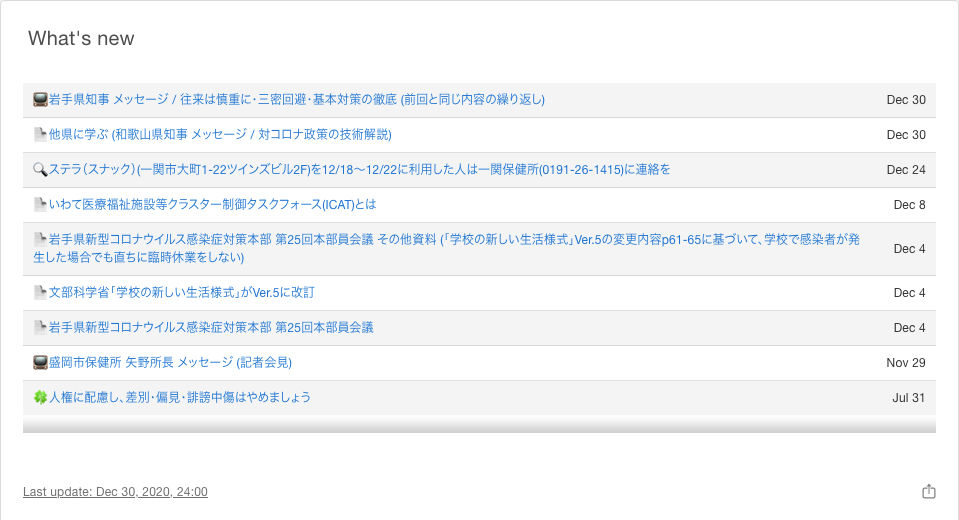 What's new
岩手県知事 メッセージ / 往来は慎重に・三密回避・基本対策の徹底 (前回と同じ内容の繰り返し) Dec 30
他県に学ぶ (和歌山県知事 メッセージ / 対コロナ政策の技術解説) Dec 30
ステラ(スナック)(一関市大町1-22ツインズビル2F)を12/18〜12/22に利用した人は一関保健所(0191-26-1415)に連絡を Dec 24
いわて医療福祉施設等クラスター制御タスクフォース(ICAT)とは Dec 8
岩手県新型コロナウイルス感染症対策本部 第25回本部員会議 その他資料 (「学校の新しい生活様式」Ver.5の変更内容p61-65に基づいて、学校で感染者が発
生した場合でも直ちに臨時休業をしない) Dec 4
文部科学省「学校の新しい生活様式」がVer.5に改訂 Dec 4
岩手県新型コロナウイルス感染症対策本部 第25回本部員会議 Dec 4
盛岡市保健所 矢野所長 メッセージ (記者会見) Nov 29
人権に配慮し、差別・偏見・誹謗中傷はやめましょう Jul 31
Last update: Dec 30, 2020, 24:00